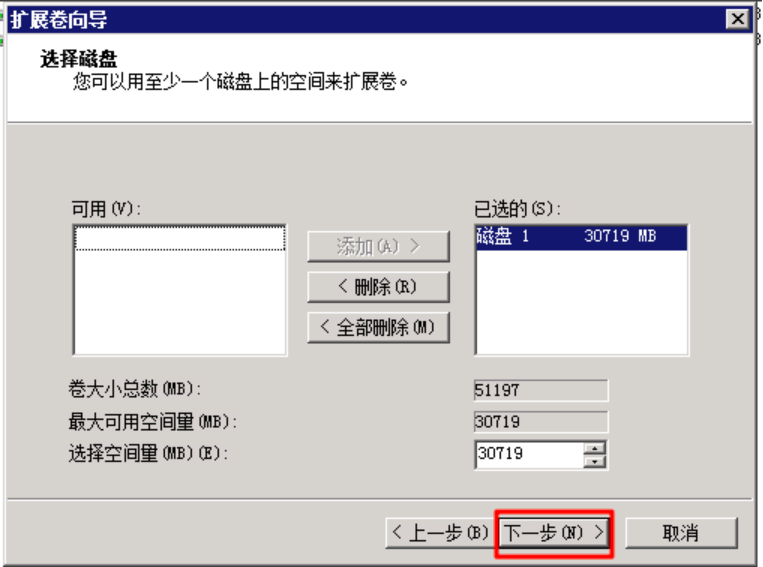 扩展卷向导
选择磁盘
您可以用至少一个磁盘上的空间来扩展卷。
可用(V):
已选的(S):
磁盘 1 30719 MB
添加(A) >
< 删除(R)
< 全部删除(M)
卷大小总数(MB): 51197
最大可用空间量(MB): 30719
选择空间量(MB)(E): 30719
< 上一步(B) 下一步(N) > 取消